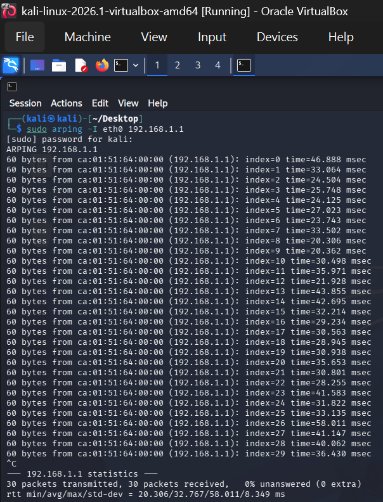 kali-linux-2026.1-virtualbox-amd64 [Running] - Oracle VirtualBox
File Machine View Input Devices Help
1 2 3 4
Session Actions Edit View Help
(kali㉿kali)-[~/Desktop]
$ sudo arping -I eth0 192.168.1.1
[sudo] password for kali:
ARPING 192.168.1.1
60 bytes from ca:01:51:64:00:00 (192.168.1.1): index=0 time=46.888 msec
60 bytes from ca:01:51:64:00:00 (192.168.1.1): index=1 time=33.064 msec
60 bytes from ca:01:51:64:00:00 (192.168.1.1): index=2 time=24.504 msec
60 bytes from ca:01:51:64:00:00 (192.168.1.1): index=3 time=25.748 msec
60 bytes from ca:01:51:64:00:00 (192.168.1.1): index=4 time=24.125 msec
60 bytes from ca:01:51:64:00:00 (192.168.1.1): index=5 time=27.023 msec
60 bytes from ca:01:51:64:00:00 (192.168.1.1): index=6 time=23.743 msec
60 bytes from ca:01:51:64:00:00 (192.168.1.1): index=7 time=33.502 msec
60 bytes from ca:01:51:64:00:00 (192.168.1.1): index=8 time=20.306 msec
60 bytes from ca:01:51:64:00:00 (192.168.1.1): index=9 time=20.362 msec
60 bytes from ca:01:51:64:00:00 (192.168.1.1): index=10 time=30.498 msec
60 bytes from ca:01:51:64:00:00 (192.168.1.1): index=11 time=35.971 msec
60 bytes from ca:01:51:64:00:00 (192.168.1.1): index=12 time=21.928 msec
60 bytes from ca:01:51:64:00:00 (192.168.1.1): index=13 time=43.855 msec
60 bytes from ca:01:51:64:00:00 (192.168.1.1): index=14 time=42.695 msec
60 bytes from ca:01:51:64:00:00 (192.168.1.1): index=15 time=32.214 msec
60 bytes from ca:01:51:64:00:00 (192.168.1.1): index=16 time=29.234 msec
60 bytes from ca:01:51:64:00:00 (192.168.1.1): index=17 time=30.563 msec
60 bytes from ca:01:51:64:00:00 (192.168.1.1): index=18 time=28.945 msec
60 bytes from ca:01:51:64:00:00 (192.168.1.1): index=19 time=30.938 msec
60 bytes from ca:01:51:64:00:00 (192.168.1.1): index=20 time=35.653 msec
60 bytes from ca:01:51:64:00:00 (192.168.1.1): index=21 time=30.801 msec
60 bytes from ca:01:51:64:00:00 (192.168.1.1): index=22 time=28.255 msec
60 bytes from ca:01:51:64:00:00 (192.168.1.1): index=23 time=41.583 msec
60 bytes from ca:01:51:64:00:00 (192.168.1.1): index=24 time=31.822 msec
60 bytes from ca:01:51:64:00:00 (192.168.1.1): index=25 time=33.135 msec
60 bytes from ca:01:51:64:00:00 (192.168.1.1): index=26 time=58.011 msec
60 bytes from ca:01:51:64:00:00 (192.168.1.1): index=27 time=41.147 msec
60 bytes from ca:01:51:64:00:00 (192.168.1.1): index=28 time=40.062 msec
60 bytes from ca:01:51:64:00:00 (192.168.1.1): index=29 time=36.430 msec
^C
--- 192.168.1.1 statistics ---
30 packets transmitted, 30 packets received, 0% unanswered (0 extra)
rtt min/avg/max/std-dev = 20.306/32.767/58.011/8.349 ms